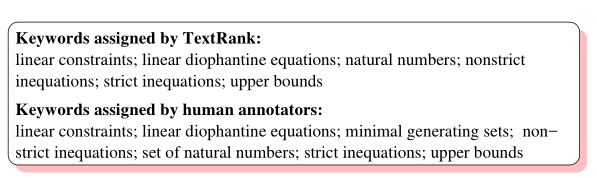 Keywords assigned by TextRank:
linear constraints; linear diophantine equations; natural numbers; nonstrict
inequations; strict inequations; upper bounds
Keywords assigned by human annotators:
linear constraints; linear diophantine equations; minimal generating sets; non−
strict inequations; set of natural numbers; strict inequations; upper bounds